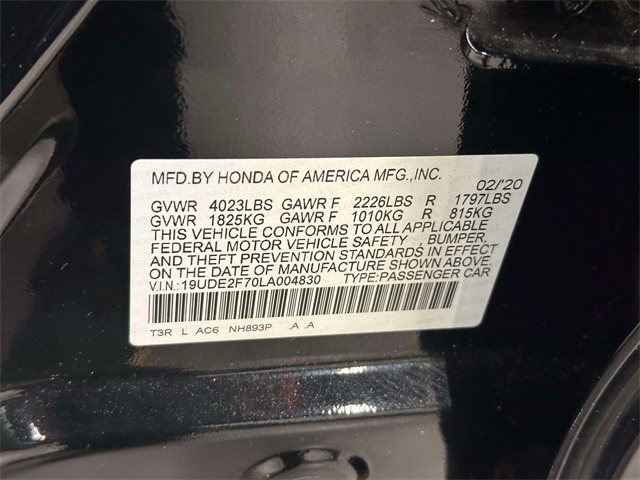 MFD.BY HONDA OF AMERICA MFG.,INC.
02/'20
GVWR 4023LBS GAWR F 2226LBS R 1797LBS
GVWR 1825KG GAWR F 1010KG R 815KG
THIS VEHICLE CONFORMS TO ALL APPLICABLE
FEDERAL MOTOR VEHICLE SAFETY , BUMPER,
AND THEFT PREVENTION STANDARDS IN EFFECT
ON THE DATE OF MANUFACTURE SHOWN ABOVE.
V.I.N.:19UDE2F70LA004830 TYPE:PASSENGER CAR
T3R L AC6 NH893P .A .A